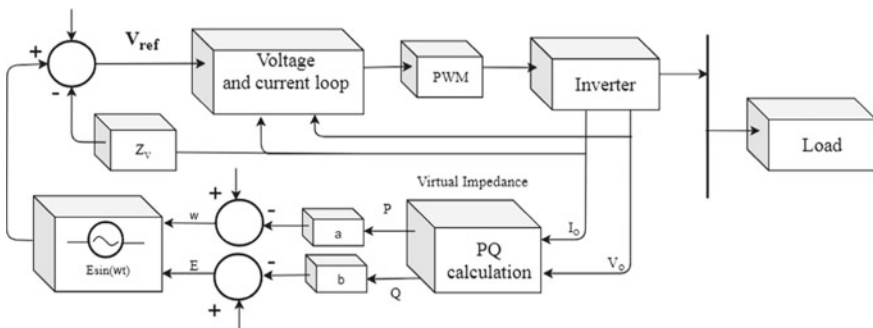 +
V_ref
-
Voltage
and current loop
PWM
Inverter
Load
Z_V
Virtual Impedance
+
-
w
a
P
I_O
PQ
calculation
V_O
Esin(wt)
E
-
b
Q
+